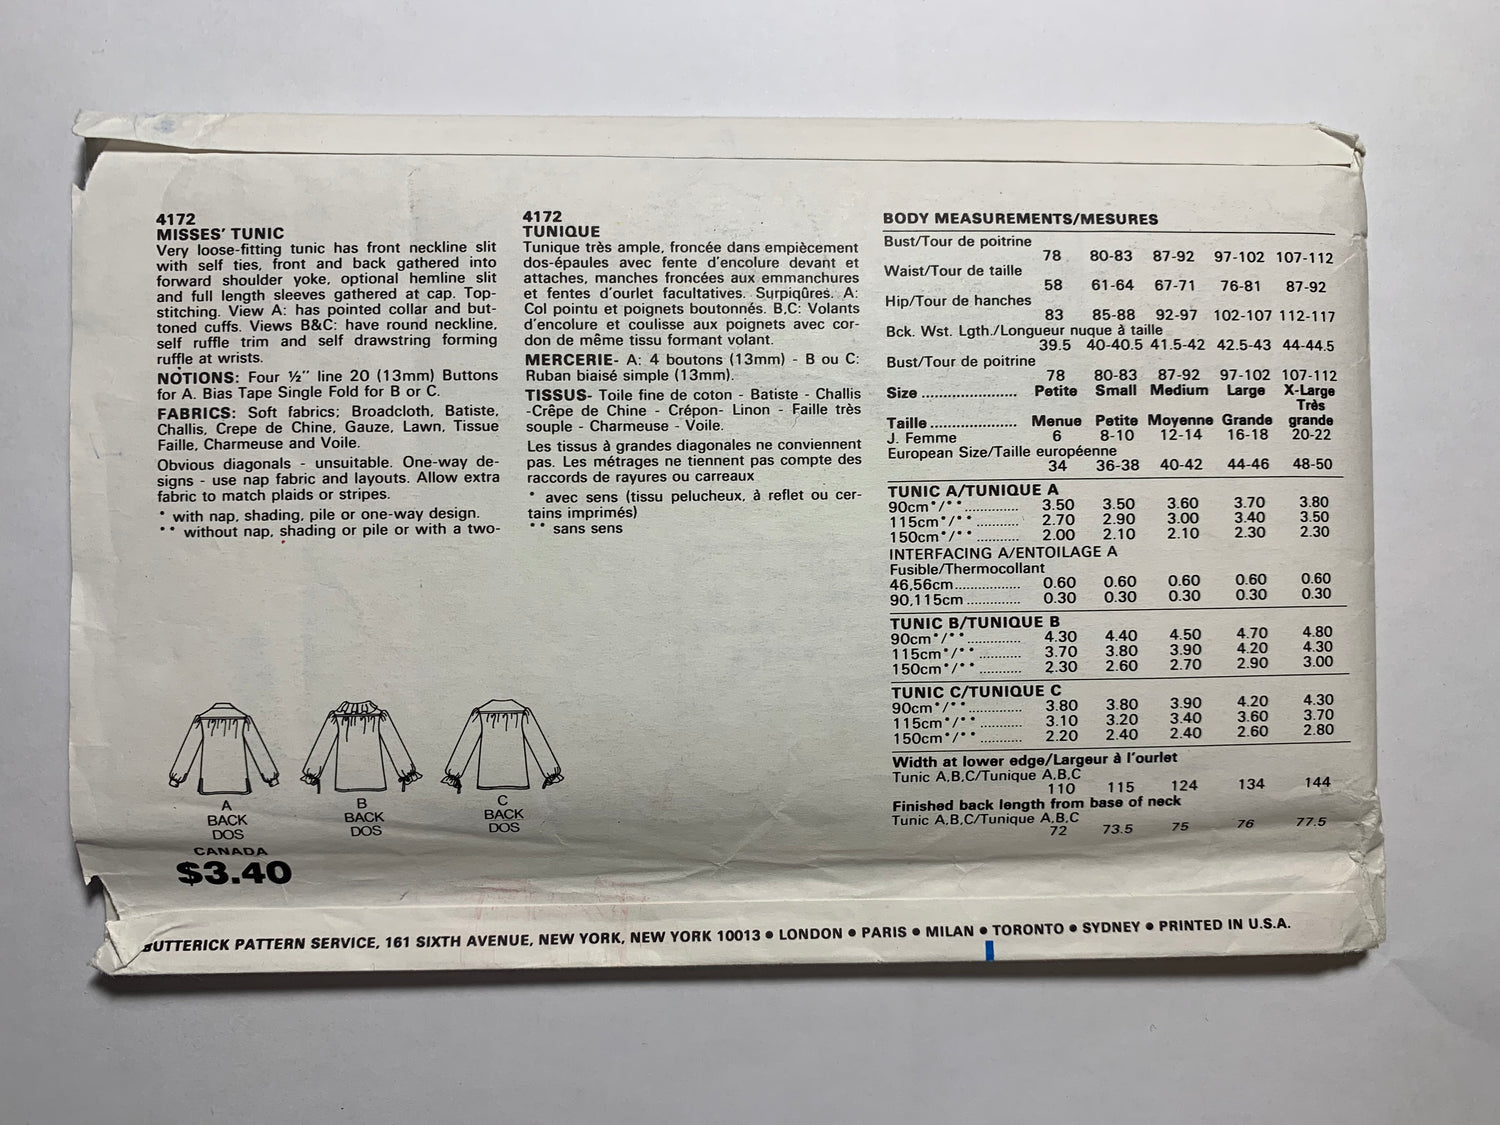 4172
MISSES' TUNIC
Very loose-fitting tunic has front neckline slit
with self ties, front and back gathered into
forward shoulder yoke, optional hemline slit
and full length sleeves gathered at cap. Top-
stitching. View A: has pointed collar and but-
toned cuffs. Views B&C: have round neckline,
self ruffle trim and self drawstring forming
ruffle at wrists.
NOTIONS: Four ½" line 20 (13mm) Buttons
for A. Bias Tape Single Fold for B or C.
FABRICS: Soft fabrics; Broadcloth, Batiste,
Challis, Crepe de Chine, Gauze, Lawn, Tissue
Faille, Charmeuse and Voile.
Obvious diagonals - unsuitable. One-way de-
signs - use nap fabric and layouts. Allow extra
fabric to match plaids or stripes.
* with nap, shading, pile or one-way design.
** without nap, shading or pile or with a two-
4172
TUNIQUE
Tunique très ample, froncée dans empiècement
dos-épaules avec fente d'encolure devant et
attaches, manches froncées aux emmanchures
et fentes d'ourlet facultatives. Surpiqûres. A:
Col pointu et poignets boutonnés. B,C: Volants
d'encolure et coulisse aux poignets avec cor-
don de même tissu formant volant.
MERCERIE- A: 4 boutons (13mm) - B ou C:
Ruban biaisé simple (13mm).
TISSUS- Toile fine de coton - Batiste - Challis
-Crêpe de Chine - Crépon- Linon - Faille très
souple - Charmeuse - Voile.
Les tissus à grandes diagonales ne conviennent
pas. Les métrages ne tiennent pas compte des
raccords de rayures ou carreaux
* avec sens (tissu pelucheux, à reflet ou cer-
tains imprimés)
** sans sens
BODY MEASUREMENTS/MESURES
Bust/Tour de poitrine
78 80-83 87-92 97-102 107-112
Waist/Tour de taille
58 61-64 67-71 76-81 87-92
Hip/Tour de hanches
83 85-88 92-97 102-107 112-117
Bck. Wst. Lgth./Longueur nuque à taille
39.5 40-40.5 41.5-42 42.5-43 44-44.5
Bust/Tour de poitrine
78 80-83 87-92 97-102 107-112
Size ...................... Petite Small Medium Large X-Large
Très
Taille .................... Menue Petite Moyenne Grande grande
J. Femme 6 8-10 12-14 16-18 20-22
European Size/Taille européenne
34 36-38 40-42 44-46 48-50
TUNIC A/TUNIQUE A
90cm*/** .............. 3.50 3.50 3.60 3.70 3.80
115cm*/** ........... 2.70 2.90 3.00 3.40 3.50
150cm*/** ........... 2.00 2.10 2.10 2.30 2.30
INTERFACING A/ENTOILAGE A
Fusible/Thermocollant
46,56cm ................. 0.60 0.60 0.60 0.60 0.60
90,115cm .............. 0.30 0.30 0.30 0.30 0.30
TUNIC B/TUNIQUE B
90cm*/** .............. 4.30 4.40 4.50 4.70 4.80
115cm*/** ........... 3.70 3.80 3.90 4.20 4.30
150cm*/** ........... 2.30 2.60 2.70 2.90 3.00
TUNIC C/TUNIQUE C
90cm*/** .............. 3.80 3.80 3.90 4.20 4.30
115cm*/** ........... 3.10 3.20 3.40 3.60 3.70
150cm*/** ........... 2.20 2.40 2.40 2.60 2.80
Width at lower edge/Largeur à l'ourlet
Tunic A,B,C/Tunique A,B,C
110 115 124 134 144
Finished back length from base of neck
Tunic A,B,C/Tunique A,B,C
72 73.5 75 76 77.5
A
BACK
DOS
B
BACK
DOS
C
BACK
DOS
CANADA
$3.40
BUTTERICK PATTERN SERVICE, 161 SIXTH AVENUE, NEW YORK, NEW YORK 10013 • LONDON • PARIS • MILAN • TORONTO • SYDNEY • PRINTED IN U.S.A.